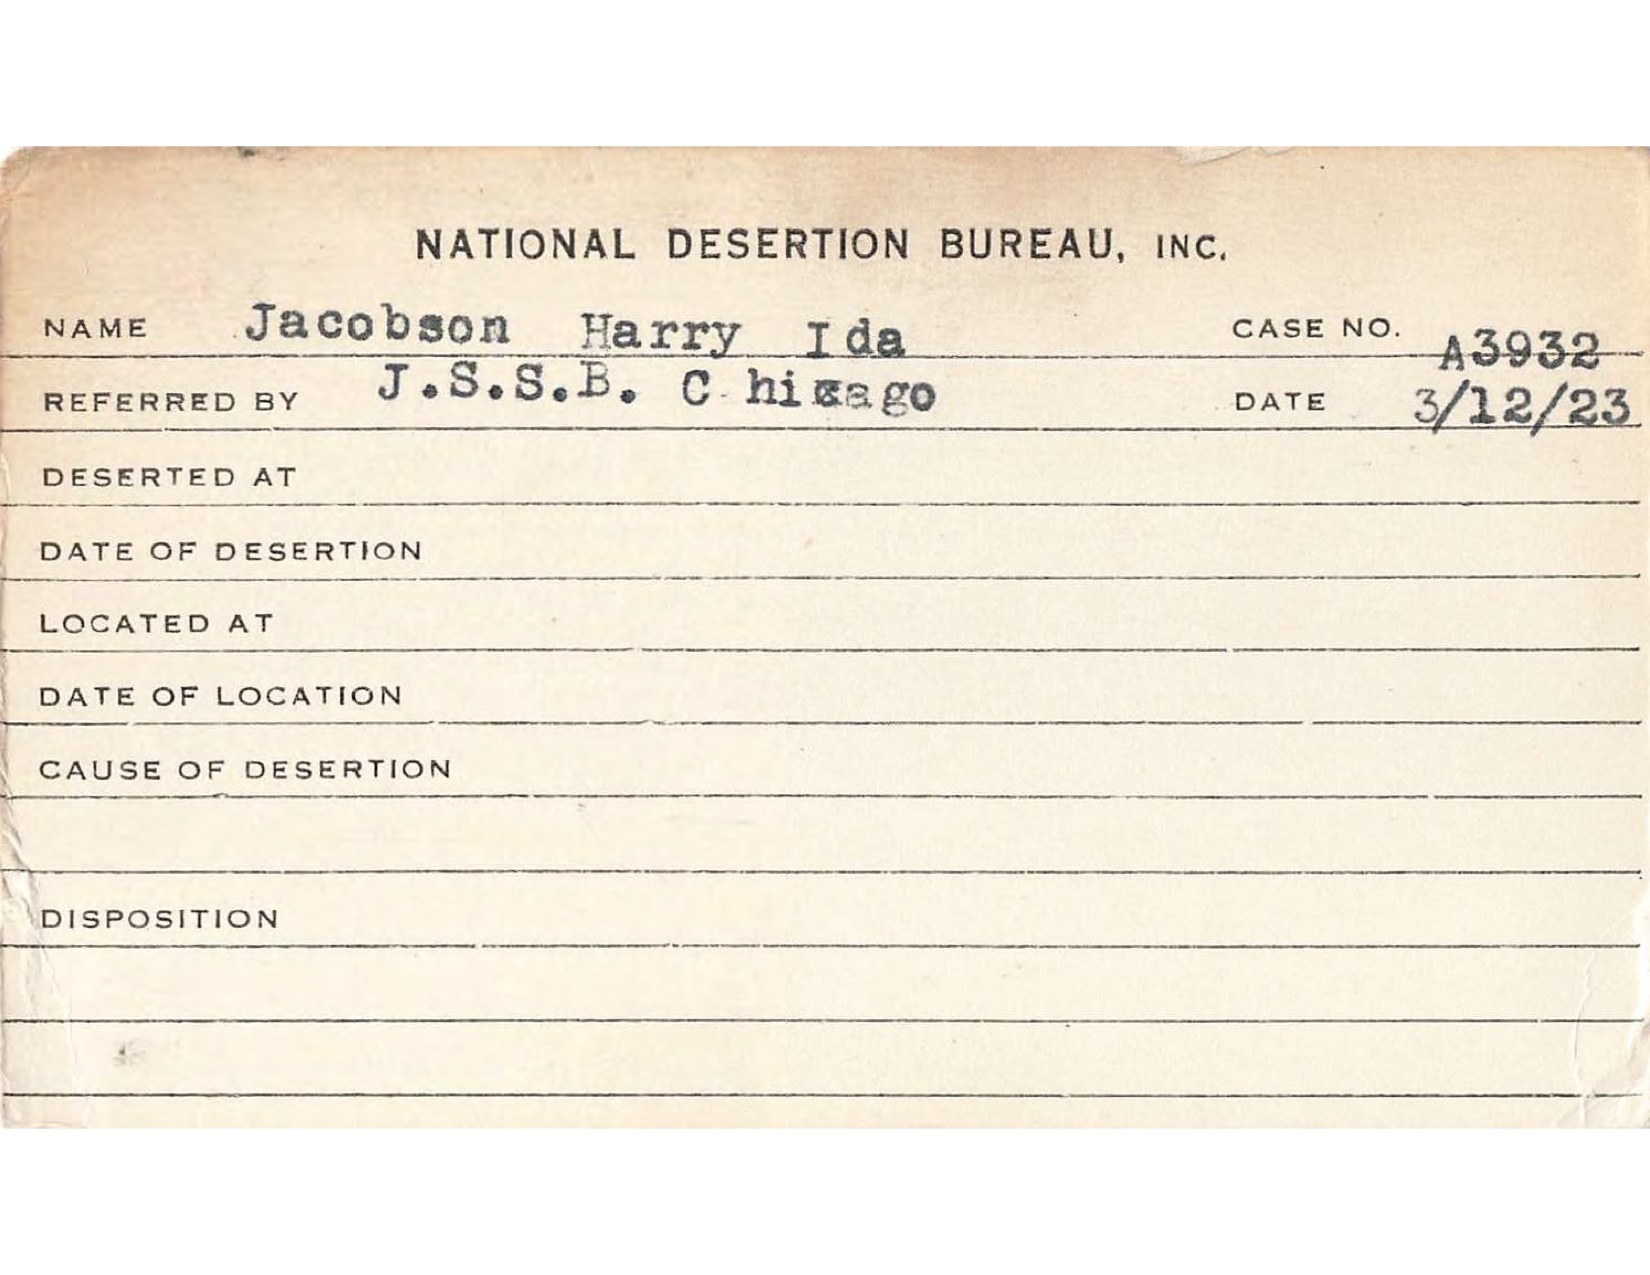 NATIONAL DESERTION BUREAU, INC.
NAME Jacobson Harry Ida CASE NO. A3932
REFERRED BY J.S.S.B. C hicago DATE 3/12/23
DESERTED AT
DATE OF DESERTION
LOCATED AT
DATE OF LOCATION
CAUSE OF DESERTION
DISPOSITION